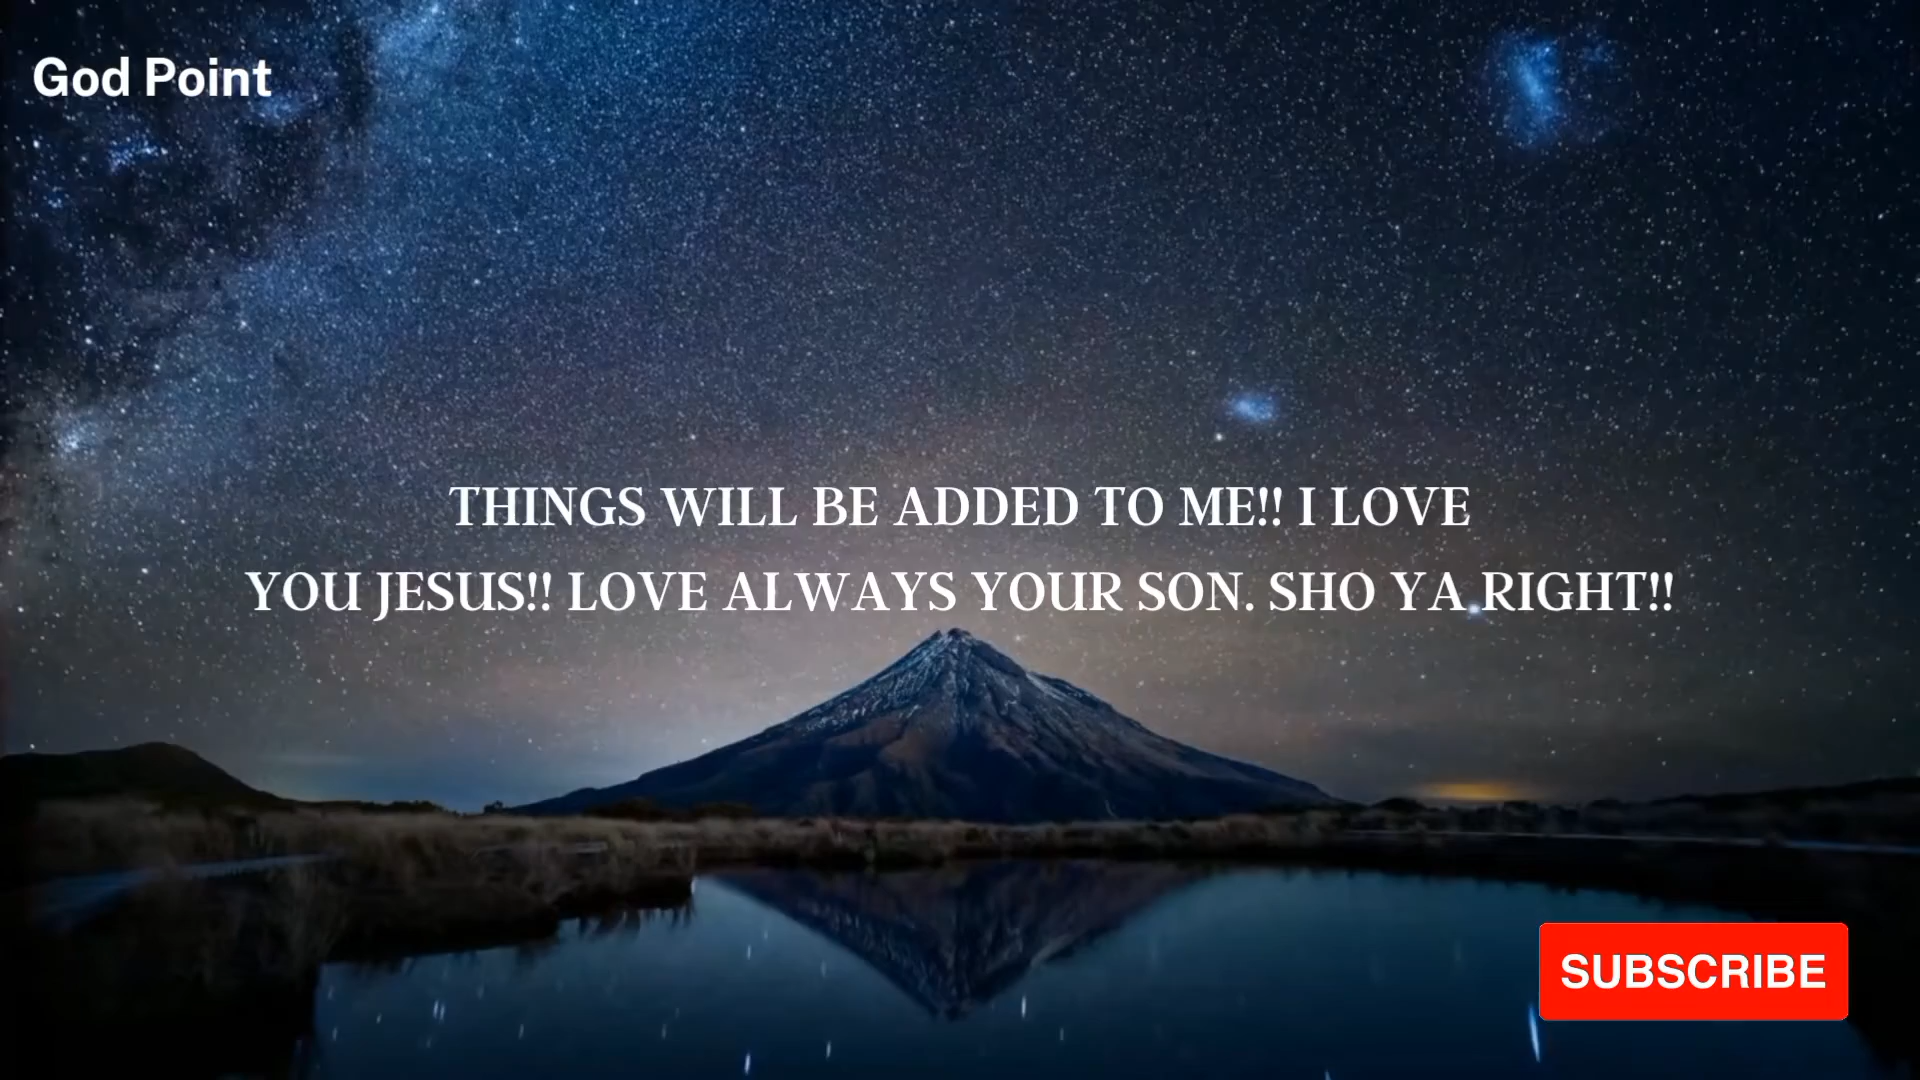 God Point
THINGS WILL BE ADDED TO ME!! I LOVE
YOU JESUS!! LOVE ALWAYS YOUR SON. SHO YA RIGHT!!
SUBSCRIBE